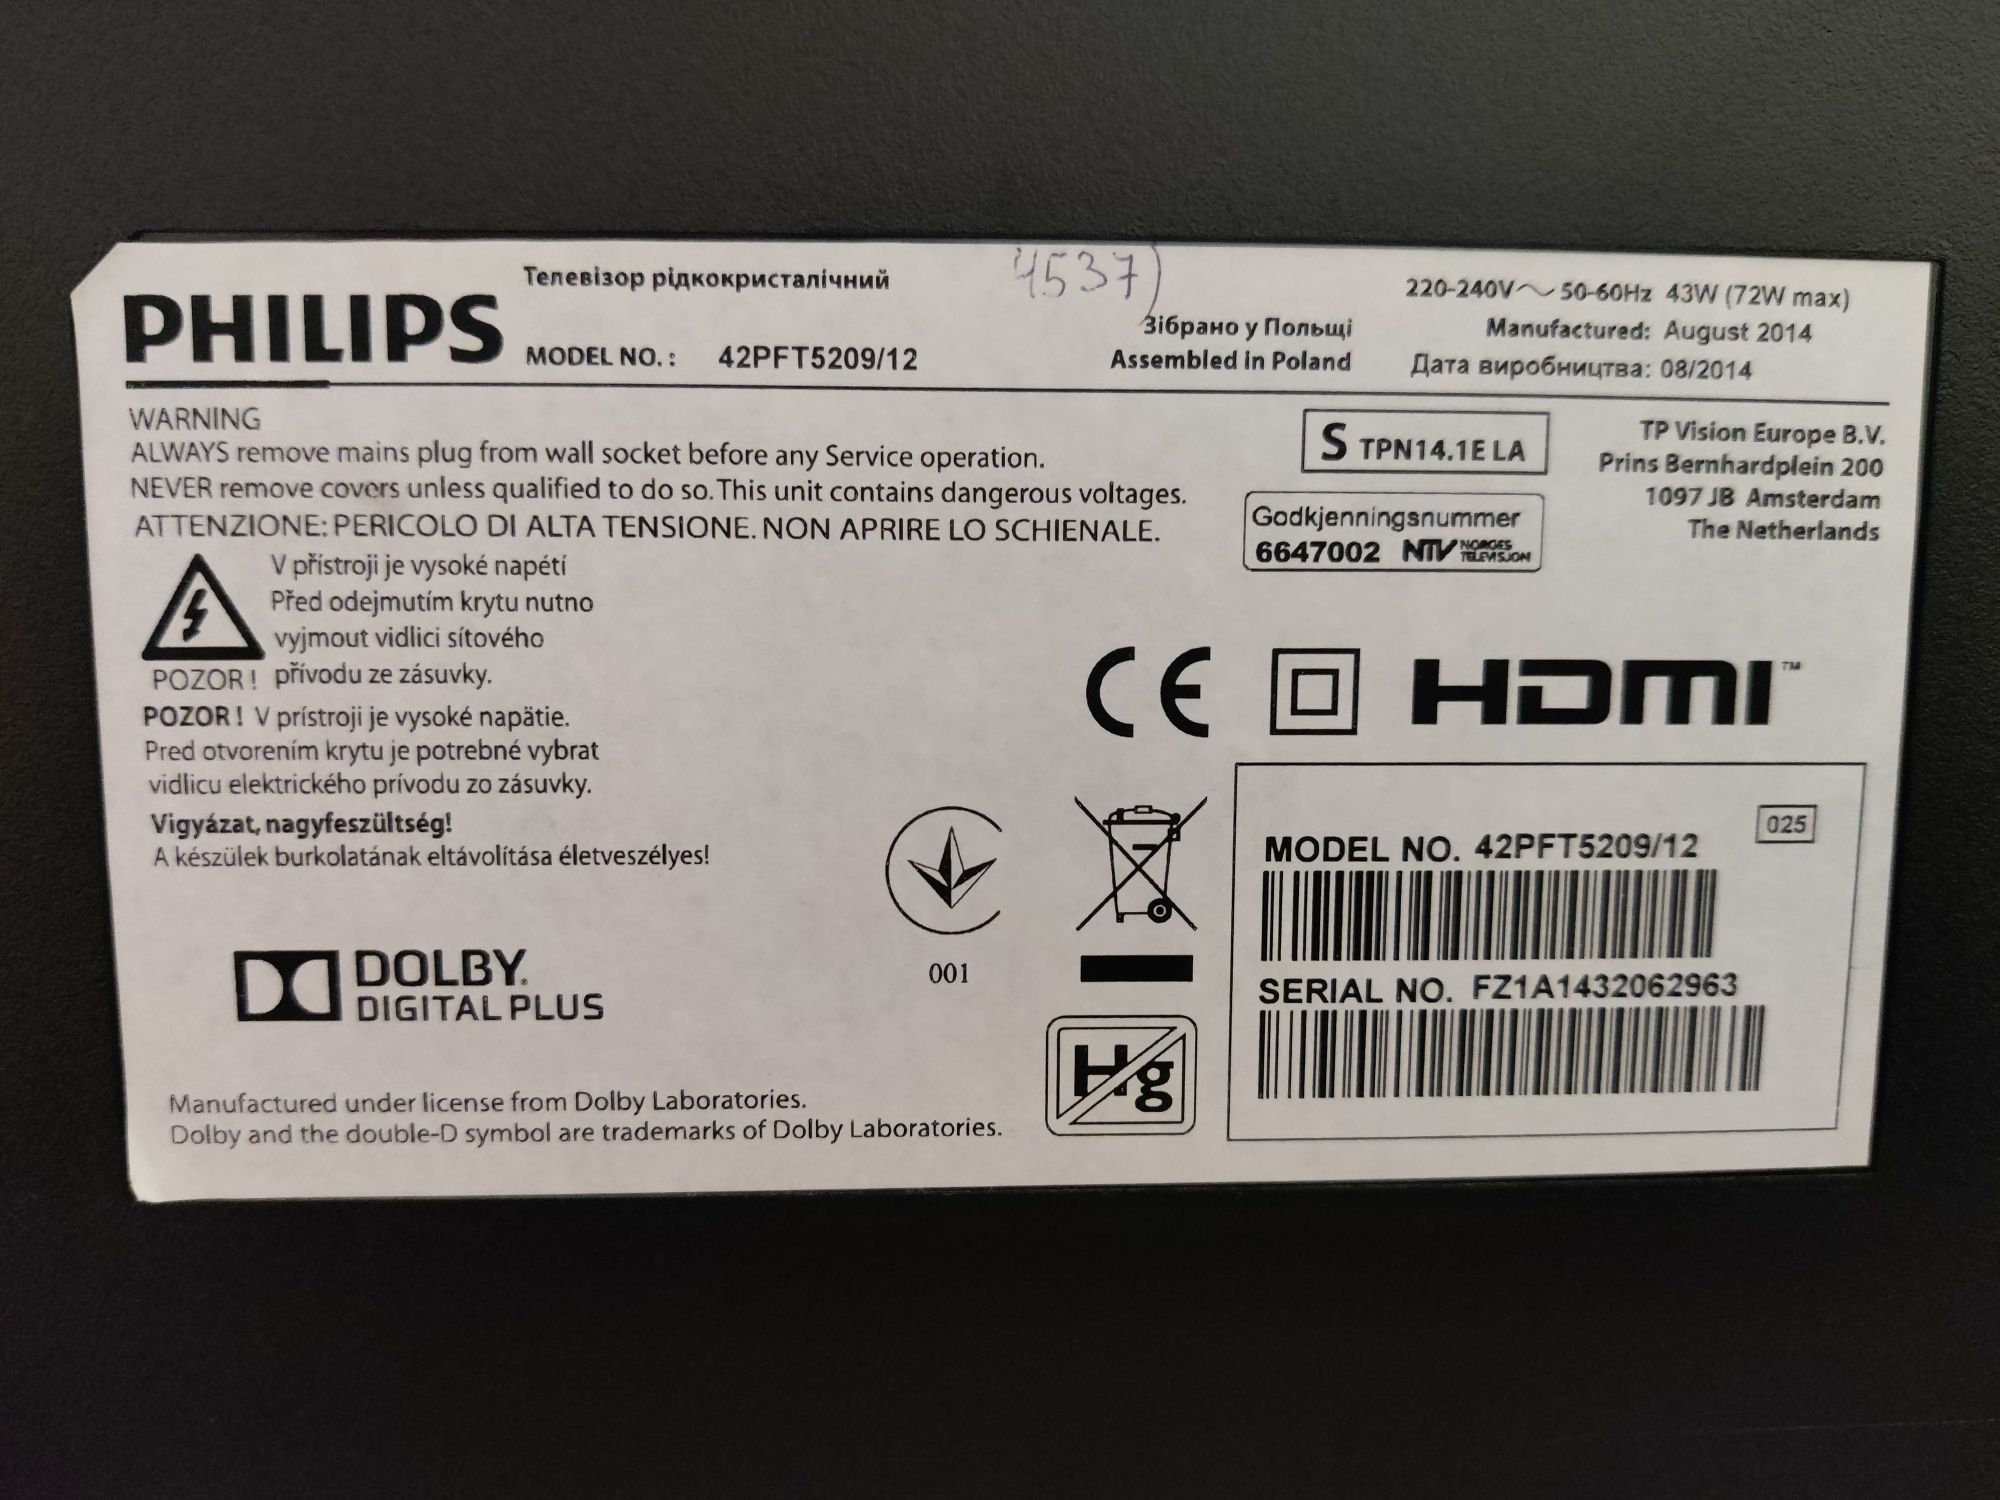 Телевізор рідкокристалічний
4537)
PHILIPS
MODEL NO. : 42PFT5209/12
Зібрано у Польщі
Assembled in Poland
220-240V ~ 50-60Hz 43W (72W max)
Manufactured: August 2014
Дата виробництва: 08/2014
WARNING
ALWAYS remove mains plug from wall socket before any Service operation.
NEVER remove covers unless qualified to do so. This unit contains dangerous voltages.
ATTENZIONE: PERICOLO DI ALTA TENSIONE. NON APRIRE LO SCHIENALE.
S TPN14.1E LA
TP Vision Europe B.V.
Prins Bernhardplein 200
1097 JB Amsterdam
The Netherlands
Godkjenningsnummer
6647002 NTV NORGES TELEVISJON
V přístroji je vysoké napétí
Před odejmutím krytu nutno
vyjmout vidlici sítového
přívodu ze zásuvky.
POZOR !
POZOR ! V prístroji je vysoké napätie.
Pred otvorením krytu je potrebné vybrat
vidlicu elektrického prívodu zo zásuvky.
Vigyázat, nagyfeszültség!
A készülek burkolatának eltávolítása életveszélyes!
CE
HDMI™
001
DOLBY.
DIGITAL PLUS
Hg
025
MODEL NO. 42PFT5209/12
SERIAL NO. FZ1A1432062963
Manufactured under license from Dolby Laboratories.
Dolby and the double-D symbol are trademarks of Dolby Laboratories.